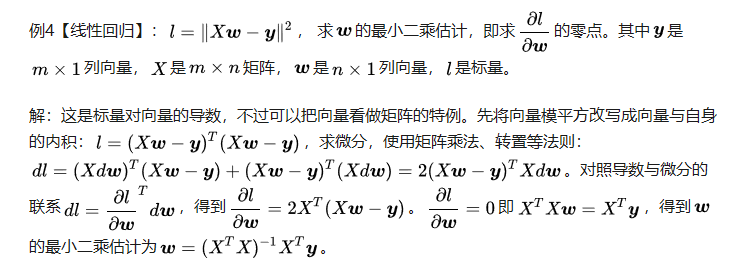 例4【线性回归】：$l = \|X\boldsymbol{w} - \boldsymbol{y}\|^2$，求 $\boldsymbol{w}$ 的最小二乘估计，即求 $\dfrac{\partial l}{\partial \boldsymbol{w}}$ 的零点。其中 $\boldsymbol{y}$ 是
$m \times 1$ 列向量，$X$ 是 $m \times n$ 矩阵，$\boldsymbol{w}$ 是 $n \times 1$ 列向量，$l$ 是标量。
解：这是标量对向量的导数，不过可以把向量看做矩阵的特例。先将向量模平方改写成向量与自身
的内积：$l = (X\boldsymbol{w} - \boldsymbol{y})^T (X\boldsymbol{w} - \boldsymbol{y})$，求微分，使用矩阵乘法、转置等法则：
$dl = (Xd\boldsymbol{w})^T (X\boldsymbol{w} - \boldsymbol{y}) + (X\boldsymbol{w} - \boldsymbol{y})^T (Xd\boldsymbol{w}) = 2(X\boldsymbol{w} - \boldsymbol{y})^T Xd\boldsymbol{w}$。对照导数与微分的
联系 $dl = \dfrac{\partial l}{\partial \boldsymbol{w}}^T d\boldsymbol{w}$，得到 $\dfrac{\partial l}{\partial \boldsymbol{w}} = 2X^T (X\boldsymbol{w} - \boldsymbol{y})$。$\dfrac{\partial l}{\partial \boldsymbol{w}} = 0$ 即 $X^T X\boldsymbol{w} = X^T \boldsymbol{y}$，得到 $\boldsymbol{w}$
的最小二乘估计为 $\boldsymbol{w} = (X^T X)^{-1} X^T \boldsymbol{y}$。